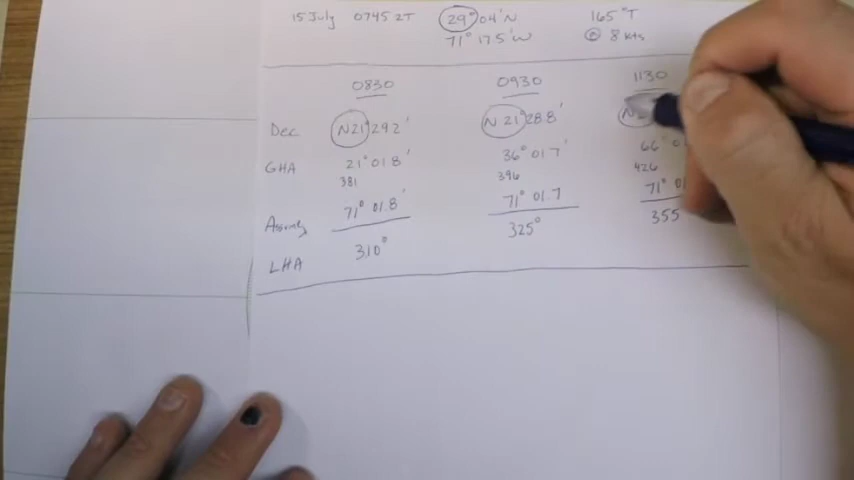 15 July 0745 ZT 29° 04' N 165° T
71° 17.5' W @ 8 kts
0830 0930 1130
Dec N21° 29.2' N 21° 28.8'
GHA 21° 01.8' 36° 01.7' 66°
381 396 426
71° 01.8' 71° 01.7 71°
LHA 310° 325° 355